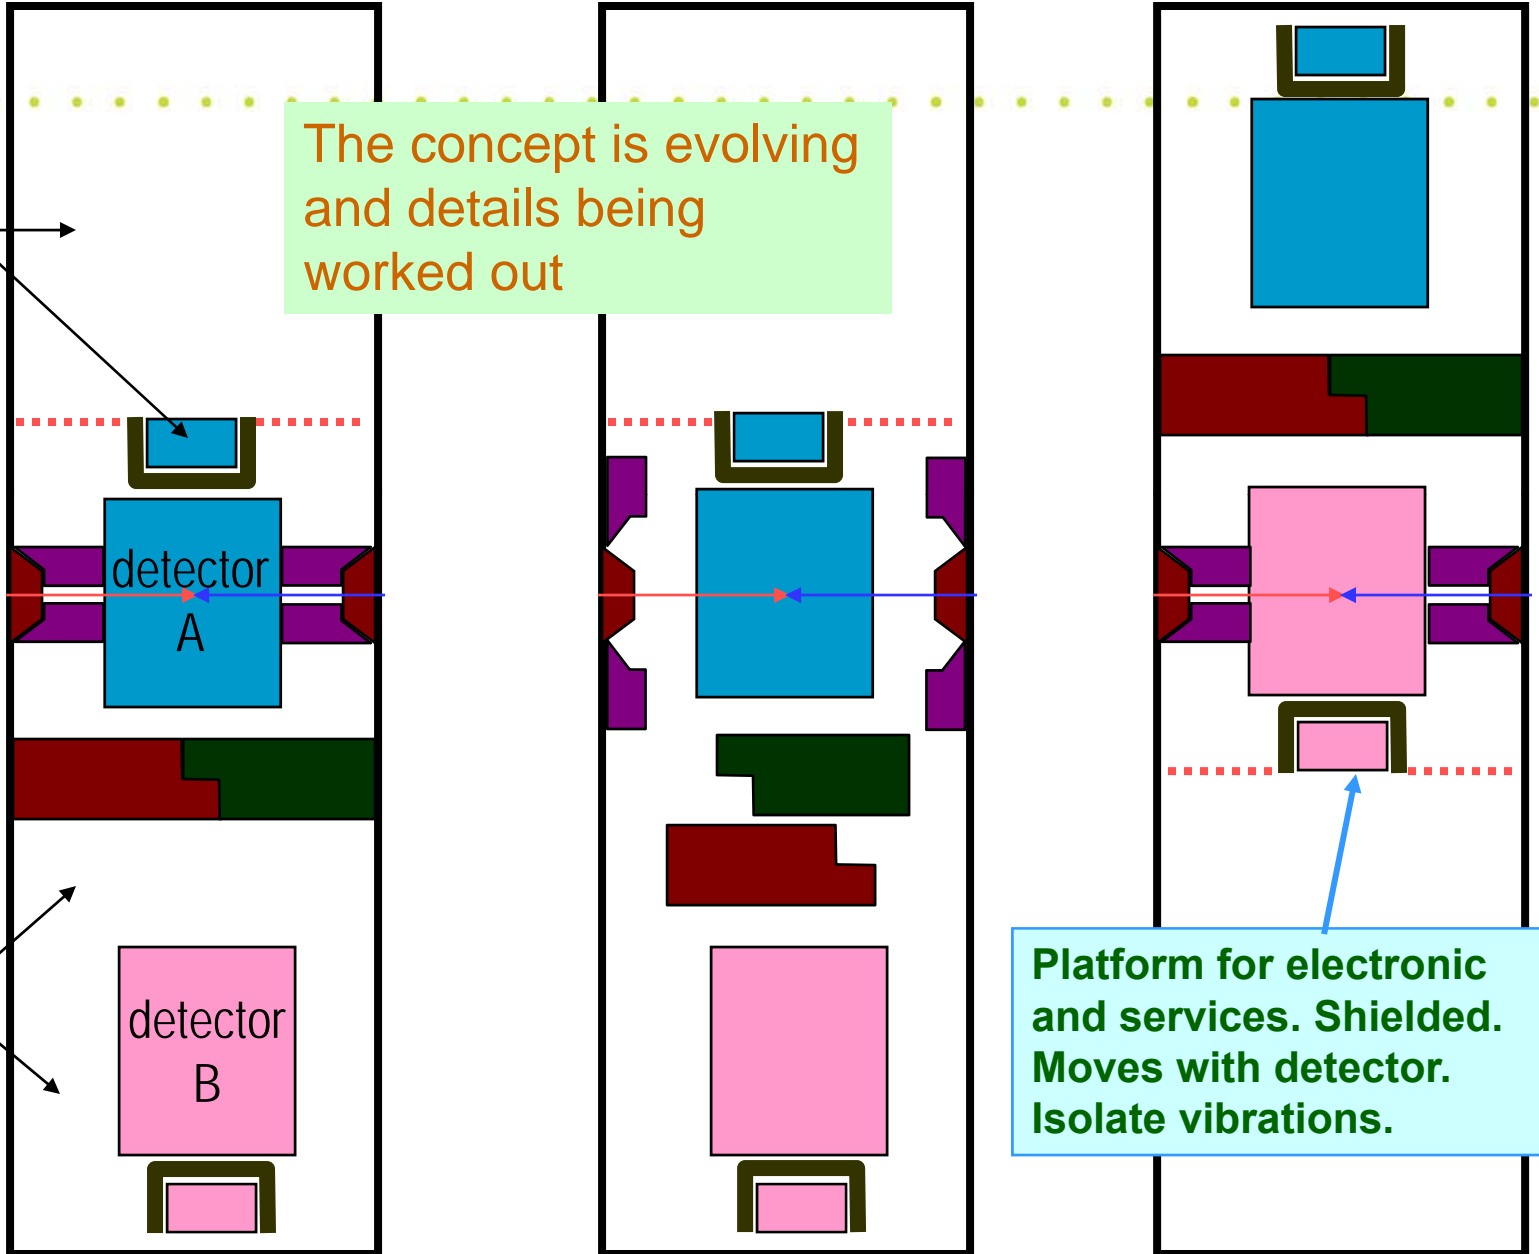 The concept is evolving
and details being
worked out
detector
A
detector
B
Platform for electronic
and services. Shielded.
Moves with detector.
Isolate vibrations.